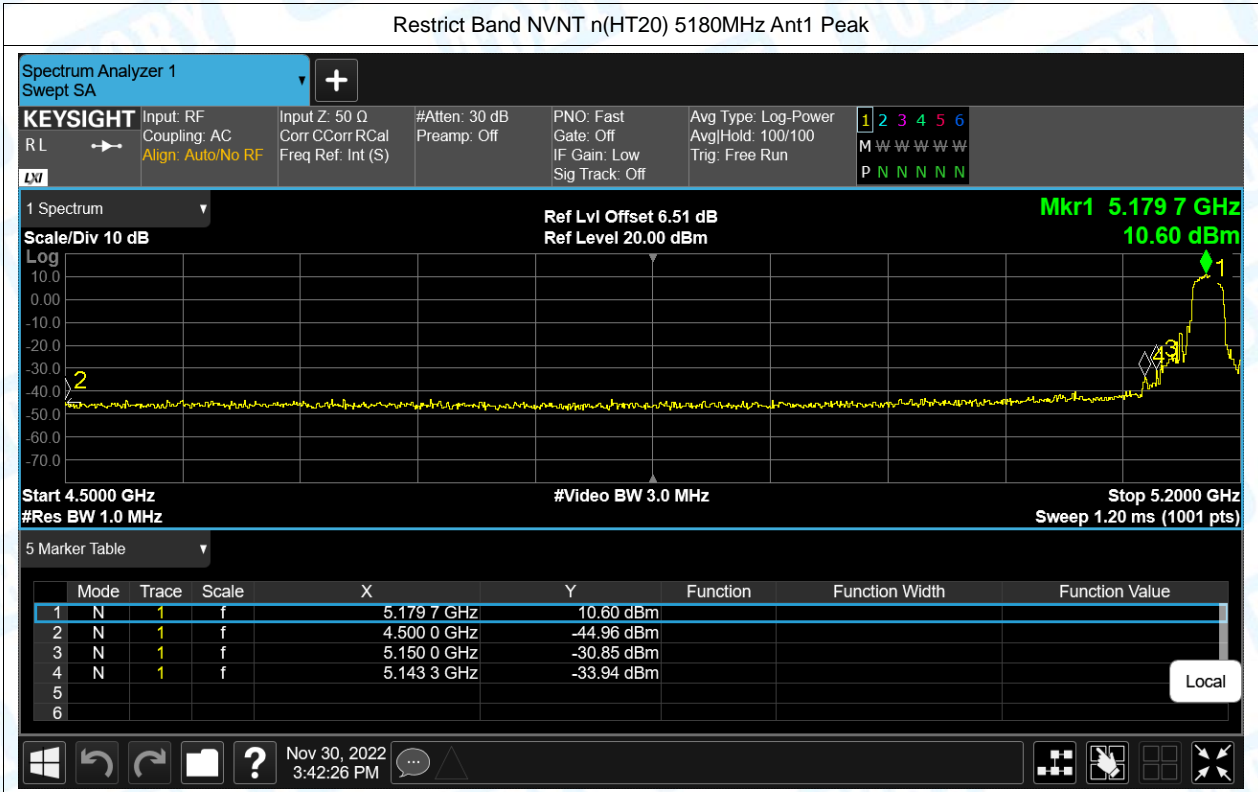 Restrict Band NVNT n(HT20) 5180MHz Ant1 Peak
Spectrum Analyzer 1
Swept SA
KEYSIGHT
RL
LXI
Input: RF
Coupling: AC
Align: Auto/No RF
Input Z: 50 Ω
Corr CCorr RCal
Freq Ref: Int (S)
#Atten: 30 dB
Preamp: Off
PNO: Fast
Gate: Off
IF Gain: Low
Sig Track: Off
Avg Type: Log-Power
Avg|Hold: 100/100
Trig: Free Run
1 2 3 4 5 6
M W W W W W
P N N N N N
1 Spectrum
Scale/Div 10 dB
Ref Lvl Offset 6.51 dB
Ref Level 20.00 dBm
Mkr1 5.179 7 GHz
10.60 dBm
Log
10.0
0.00
-10.0
-20.0
-30.0
-40.0
-50.0
-60.0
-70.0
1
2
4 3
Start 4.5000 GHz
#Video BW 3.0 MHz
Stop 5.2000 GHz
#Res BW 1.0 MHz
Sweep 1.20 ms (1001 pts)
5 Marker Table
Mode Trace Scale X Y Function Function Width Function Value
1 N 1 f 5.179 7 GHz 10.60 dBm
2 N 1 f 4.500 0 GHz -44.96 dBm
3 N 1 f 5.150 0 GHz -30.85 dBm
4 N 1 f 5.143 3 GHz -33.94 dBm
5
6
Local
?
Nov 30, 2022
3:42:26 PM